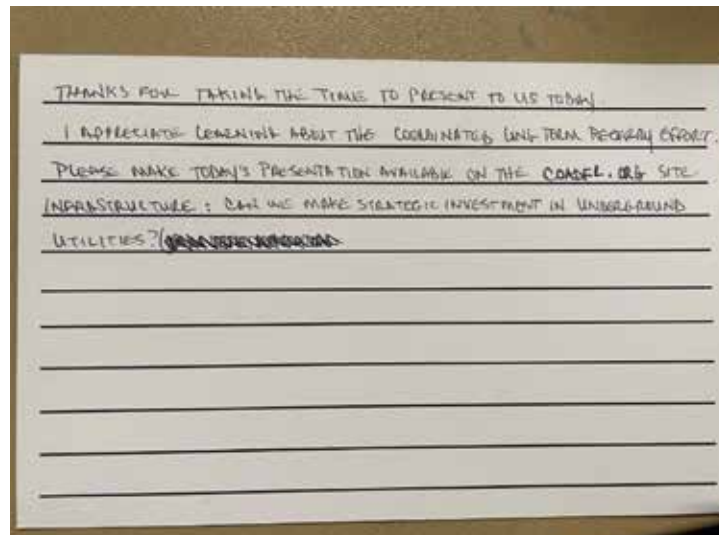 THANKS FOR TAKING THE TIME TO PRESENT TO US TODAY
I APPRECIATE LEARNING ABOUT THE COORDINATED LONG TERM RECOVERY EFFORT.
PLEASE MAKE TODAY'S PRESENTATION AVAILABLE ON THE COADFL.ORG SITE
INFRASTRUCTURE: CAN WE MAKE STRATEGIC INVESTMENT IN UNDERGROUND
UTILITIES?